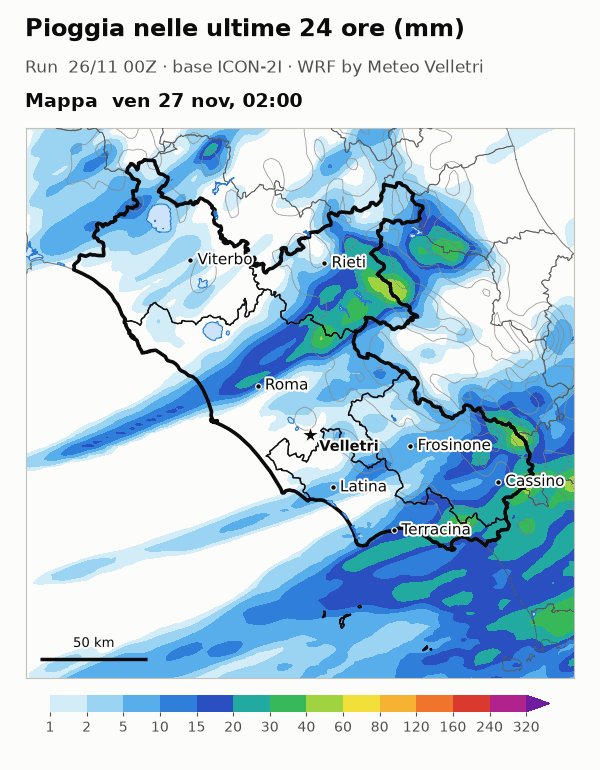 Pioggia nelle ultime 24 ore (mm)
Run 26/11 00Z · base ICON-2I · WRF by Meteo Velletri
Mappa ven 27 nov, 02:00
Viterbo
Rieti
Roma
Velletri
Frosinone
Cassino
Latina
Terracina
50 km
1 2 5 10 15 20 30 40 60 80 120 160 240 320